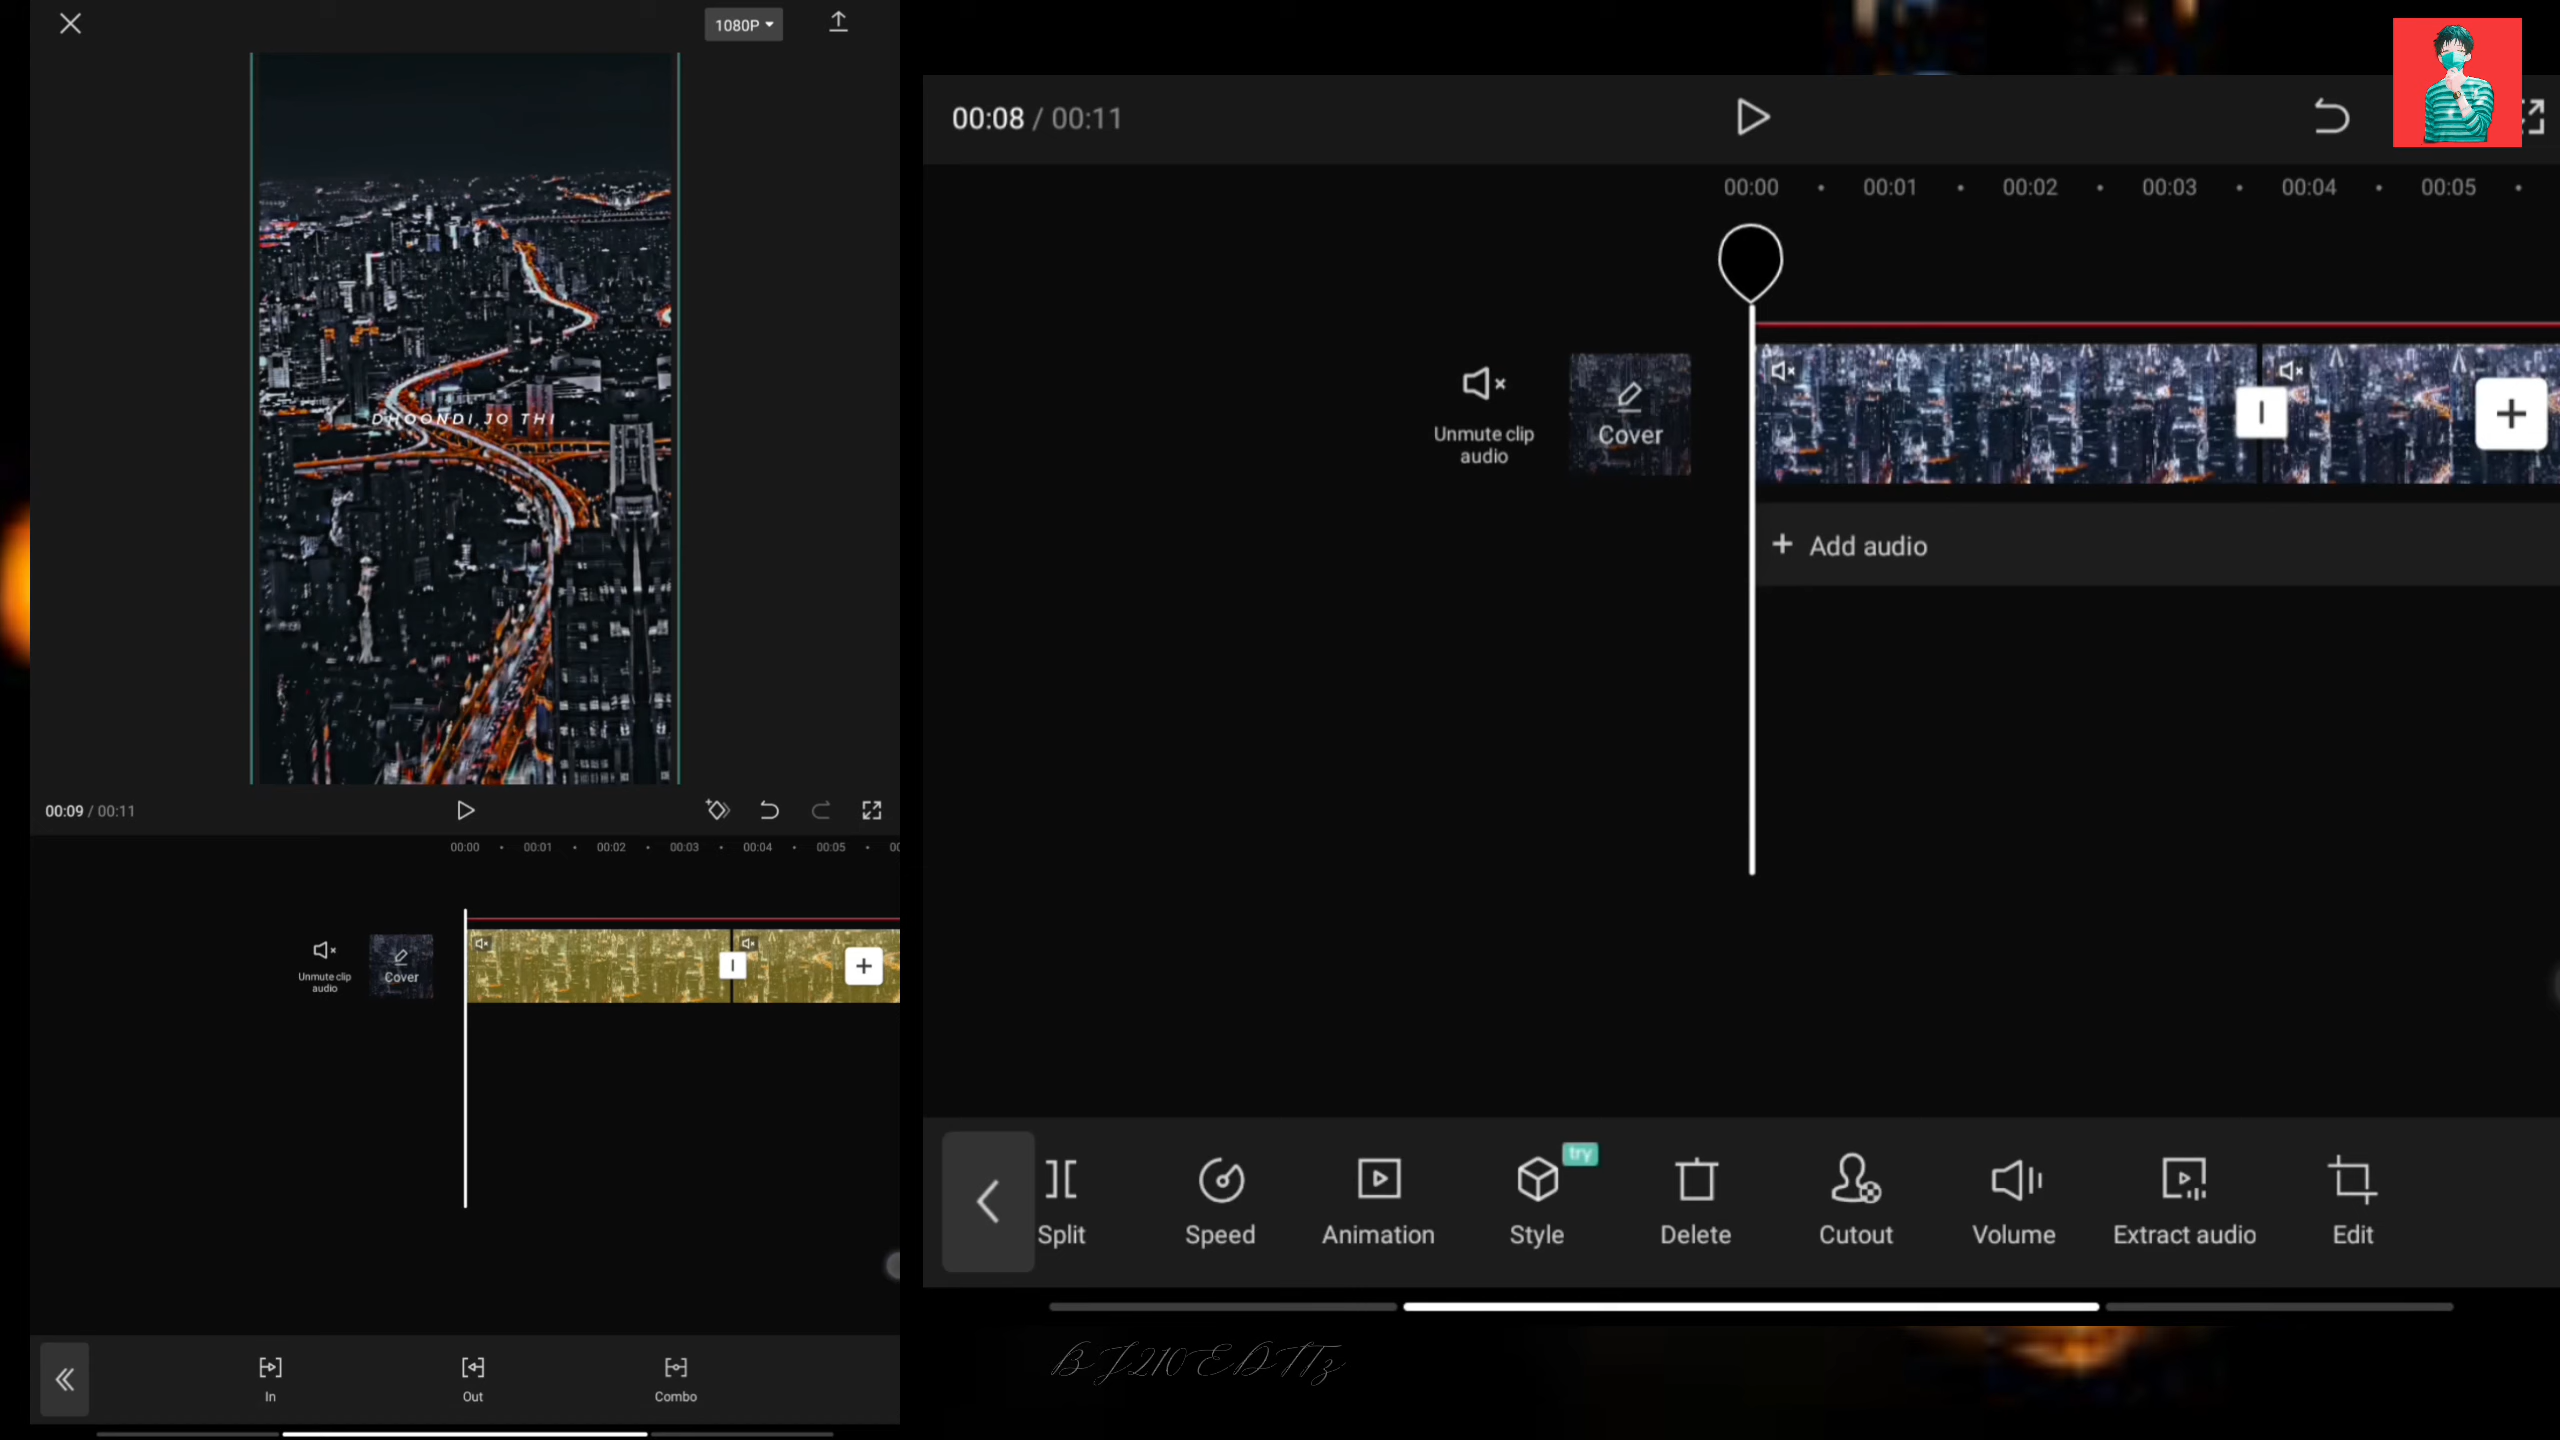 1080P
DHOONDI JO THI
00:09 / 00:11
00:00 00:01 00:02 00:03 00:04 00:05
Unmute clip
audio
Cover
In Out Combo
00:08 / 00:11
00:00 00:01 00:02 00:03 00:04 00:05
Unmute clip
audio
Cover
+ Add audio
try
Split Speed Animation Style Delete Cutout Volume Extract audio Edit
BJ210 EDITz